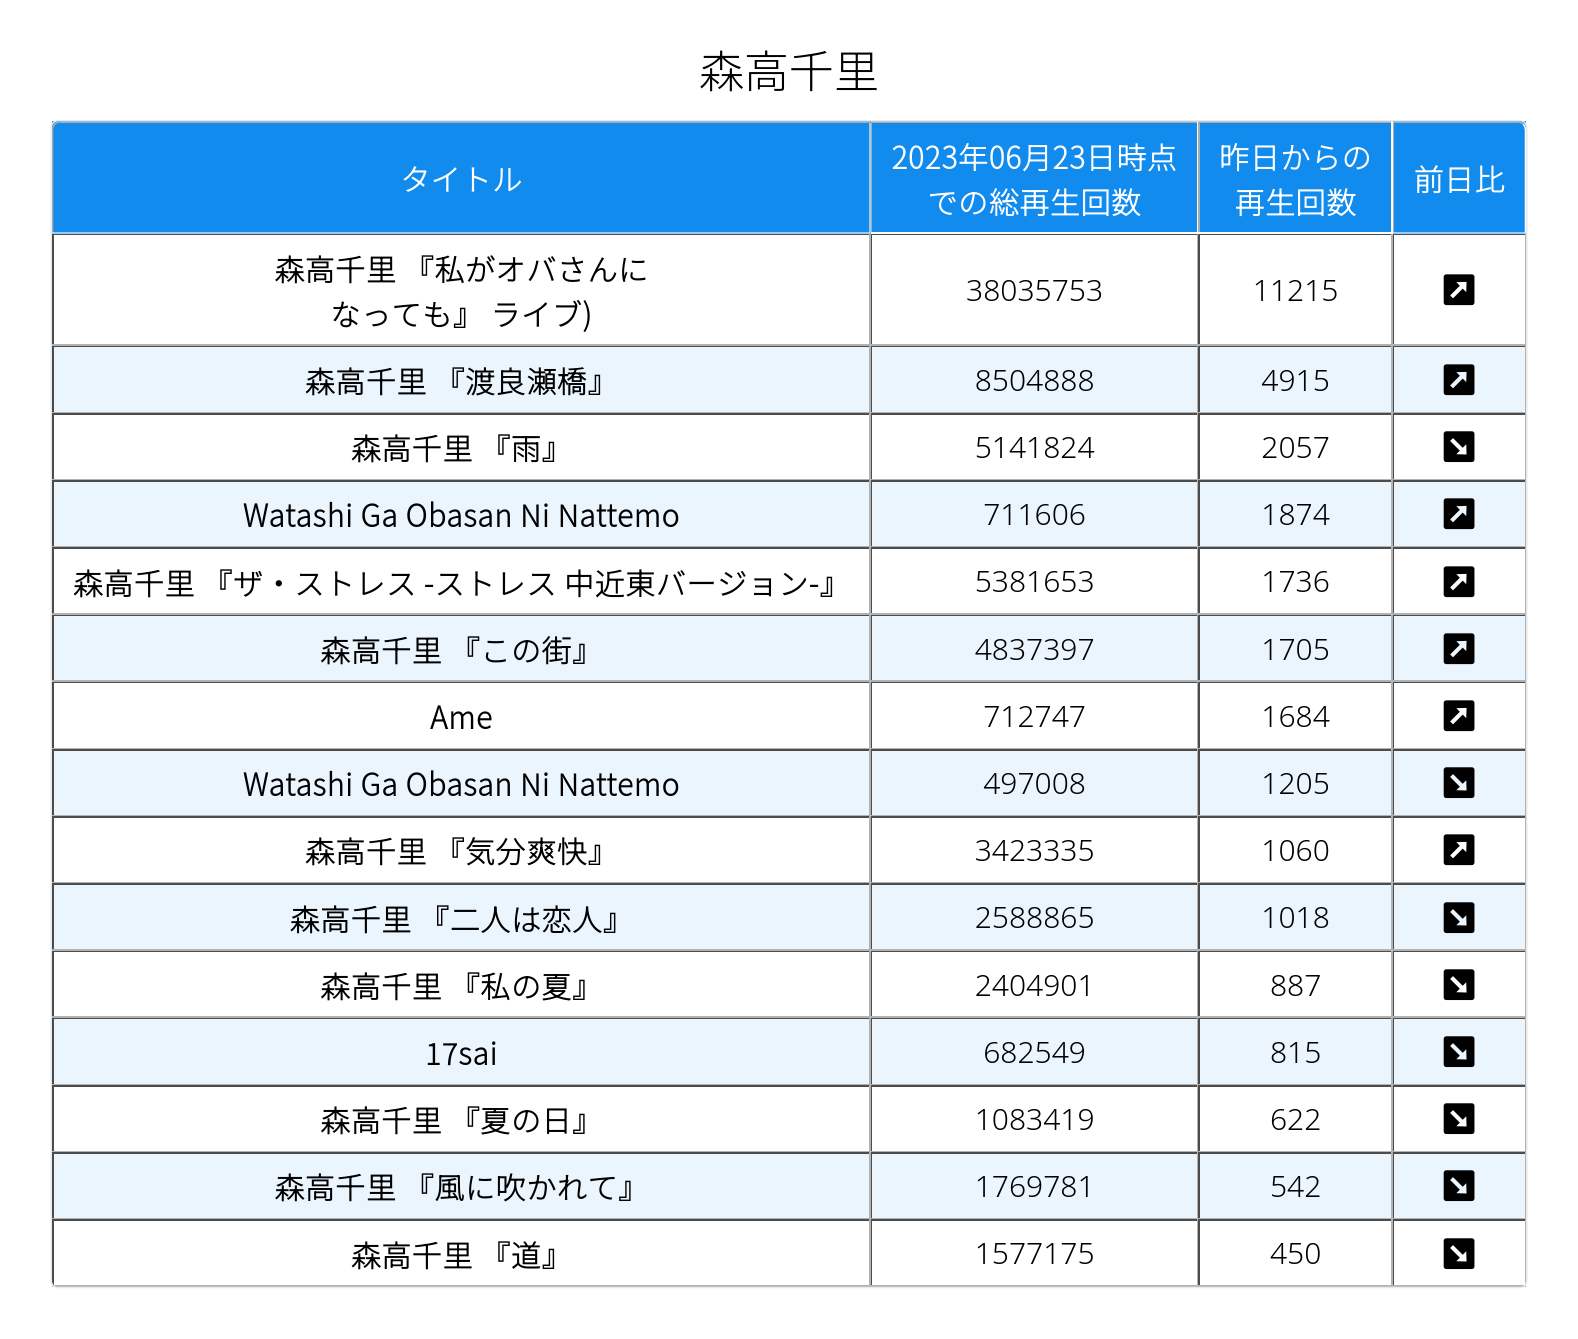 森高千里
タイトル
2023年06月23日時点
での総再生回数
昨日からの
再生回数
前日比
森高千里 『私がオバさんに
なっても』 ライブ)
38035753
11215
森高千里 『渡良瀬橋』
8504888
4915
森高千里 『雨』
5141824
2057
Watashi Ga Obasan Ni Nattemo
711606
1874
森高千里 『ザ・ストレス -ストレス 中近東バージョン-』
5381653
1736
森高千里 『この街』
4837397
1705
Ame
712747
1684
Watashi Ga Obasan Ni Nattemo
497008
1205
森高千里 『気分爽快』
3423335
1060
森高千里 『二人は恋人』
2588865
1018
森高千里 『私の夏』
2404901
887
17sai
682549
815
森高千里 『夏の日』
1083419
622
森高千里 『風に吹かれて』
1769781
542
森高千里 『道』
1577175
450